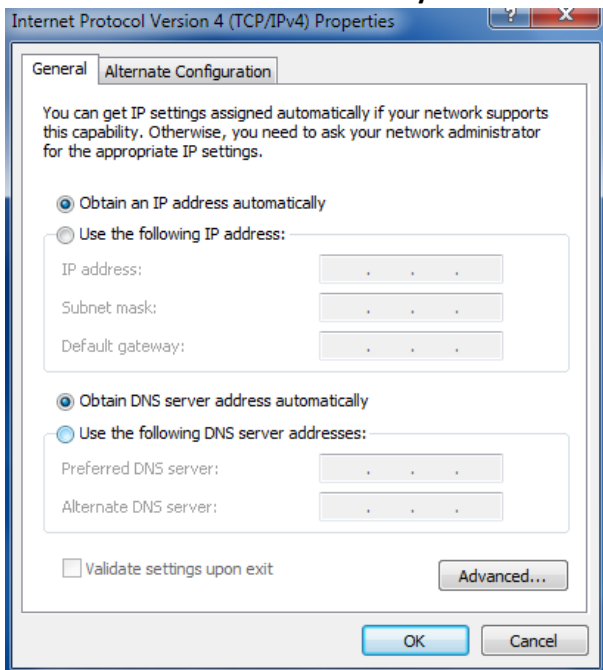 Internet Protocol Version 4 (TCP/IPv4) Properties
General
Alternate Configuration
You can get IP settings assigned automatically if your network supports
this capability. Otherwise, you need to ask your network administrator
for the appropriate IP settings.
Obtain an IP address automatically
Use the following IP address:
IP address:
Subnet mask:
Default gateway:
Obtain DNS server address automatically
Use the following DNS server addresses:
Preferred DNS server:
Alternate DNS server:
Validate settings upon exit
Advanced...
OK
Cancel